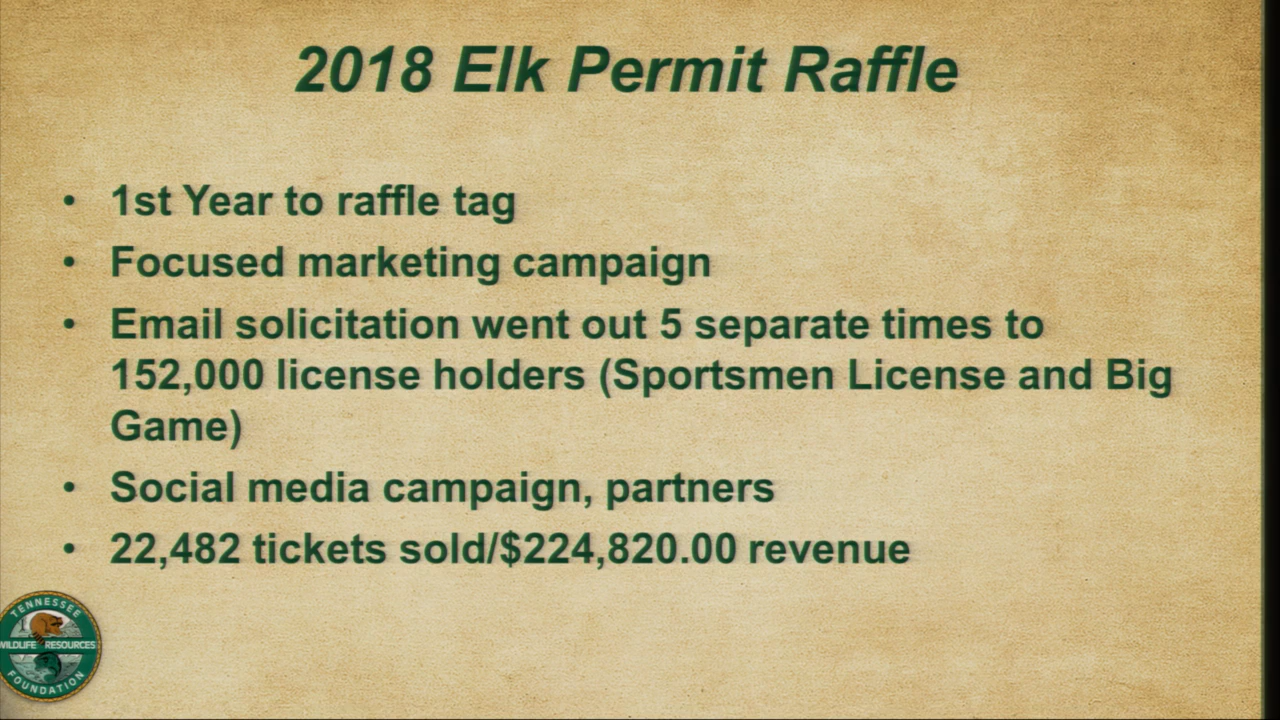 2018 Elk Permit Raffle
• 1st Year to raffle tag
• Focused marketing campaign
• Email solicitation went out 5 separate times to
152,000 license holders (Sportsmen License and Big
Game)
• Social media campaign, partners
• 22,482 tickets sold/$224,820.00 revenue
TENNESSEE
WILDLIFE RESOURCES
FOUNDATION